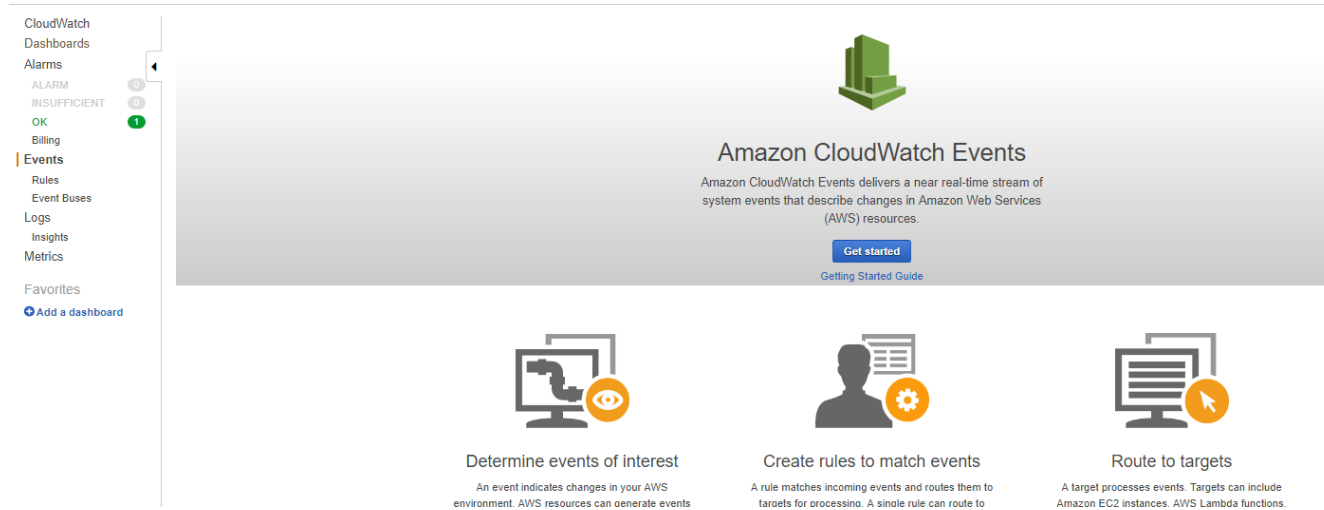 CloudWatch
Dashboards
Alarms
ALARM 0
INSUFFICIENT 0
OK 1
Billing
Events
Rules
Event Buses
Logs
Insights
Metrics
Favorites
Add a dashboard
Amazon CloudWatch Events
Amazon CloudWatch Events delivers a near real-time stream of
system events that describe changes in Amazon Web Services
(AWS) resources.
Get started
Getting Started Guide
Determine events of interest
An event indicates changes in your AWS
environment. AWS resources can generate events
Create rules to match events
A rule matches incoming events and routes them to
targets for processing. A single rule can route to
Route to targets
A target processes events. Targets can include
Amazon EC2 instances, AWS Lambda functions,